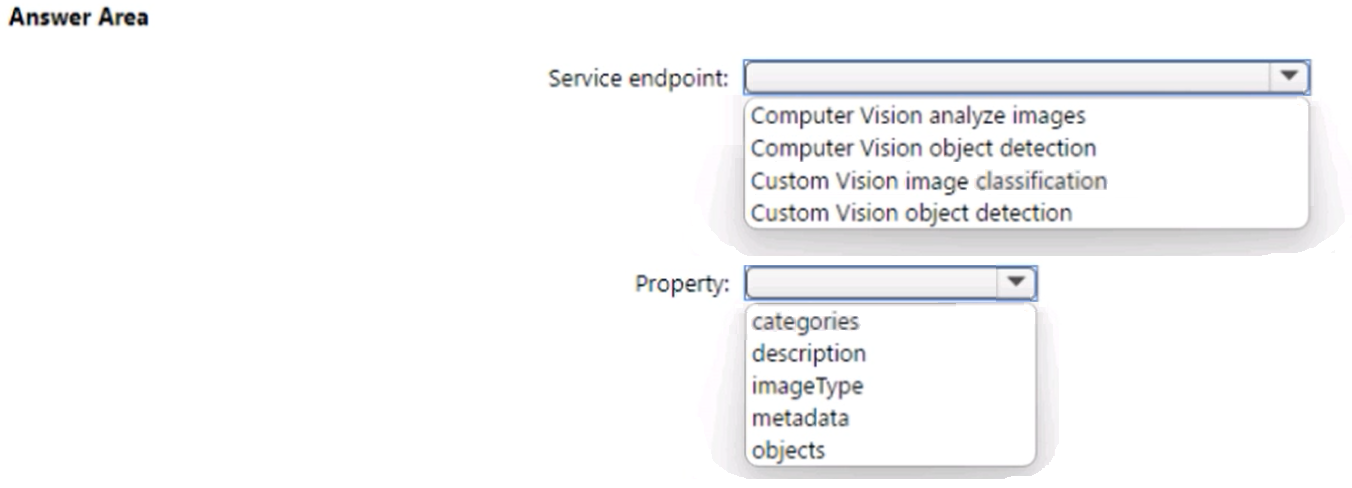 Answer Area
Service endpoint:
Computer Vision analyze images
Computer Vision object detection
Custom Vision image classification
Custom Vision object detection
Property:
categories
description
imageType
metadata
objects